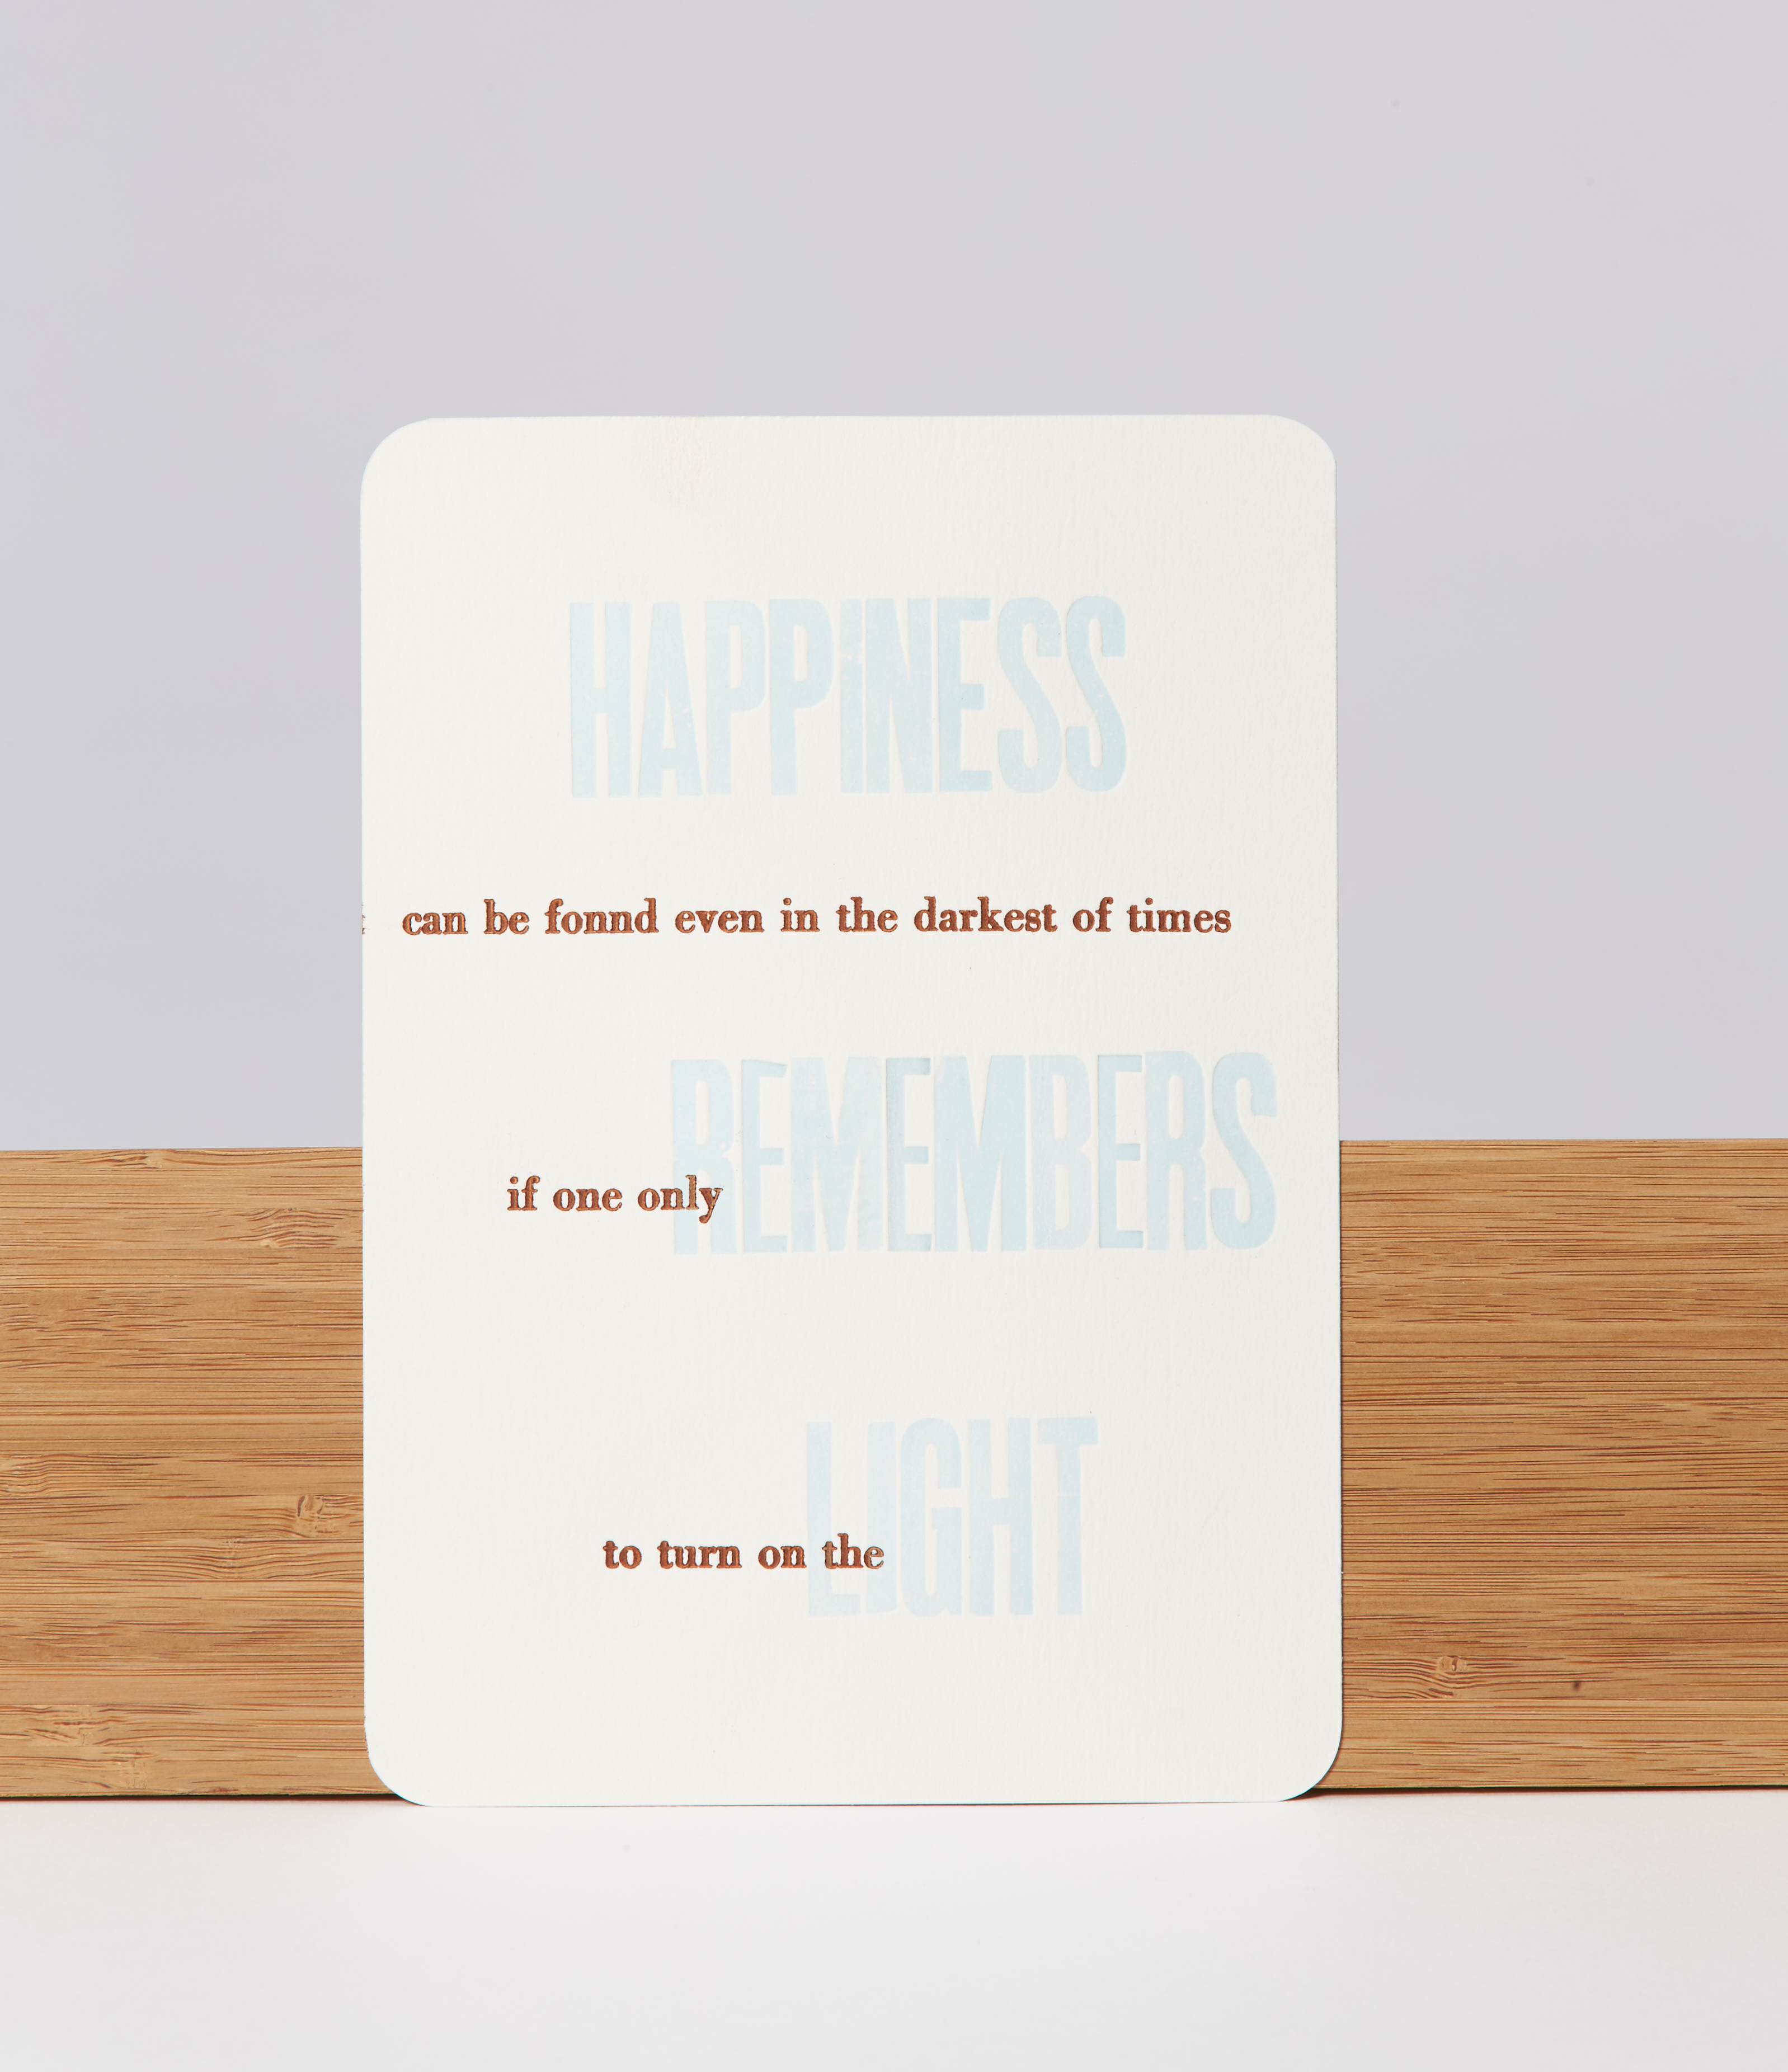 HAPPINESS
can be fonnd even in the darkest of times
if one only REMEMBERS
to turn on the LIGHT